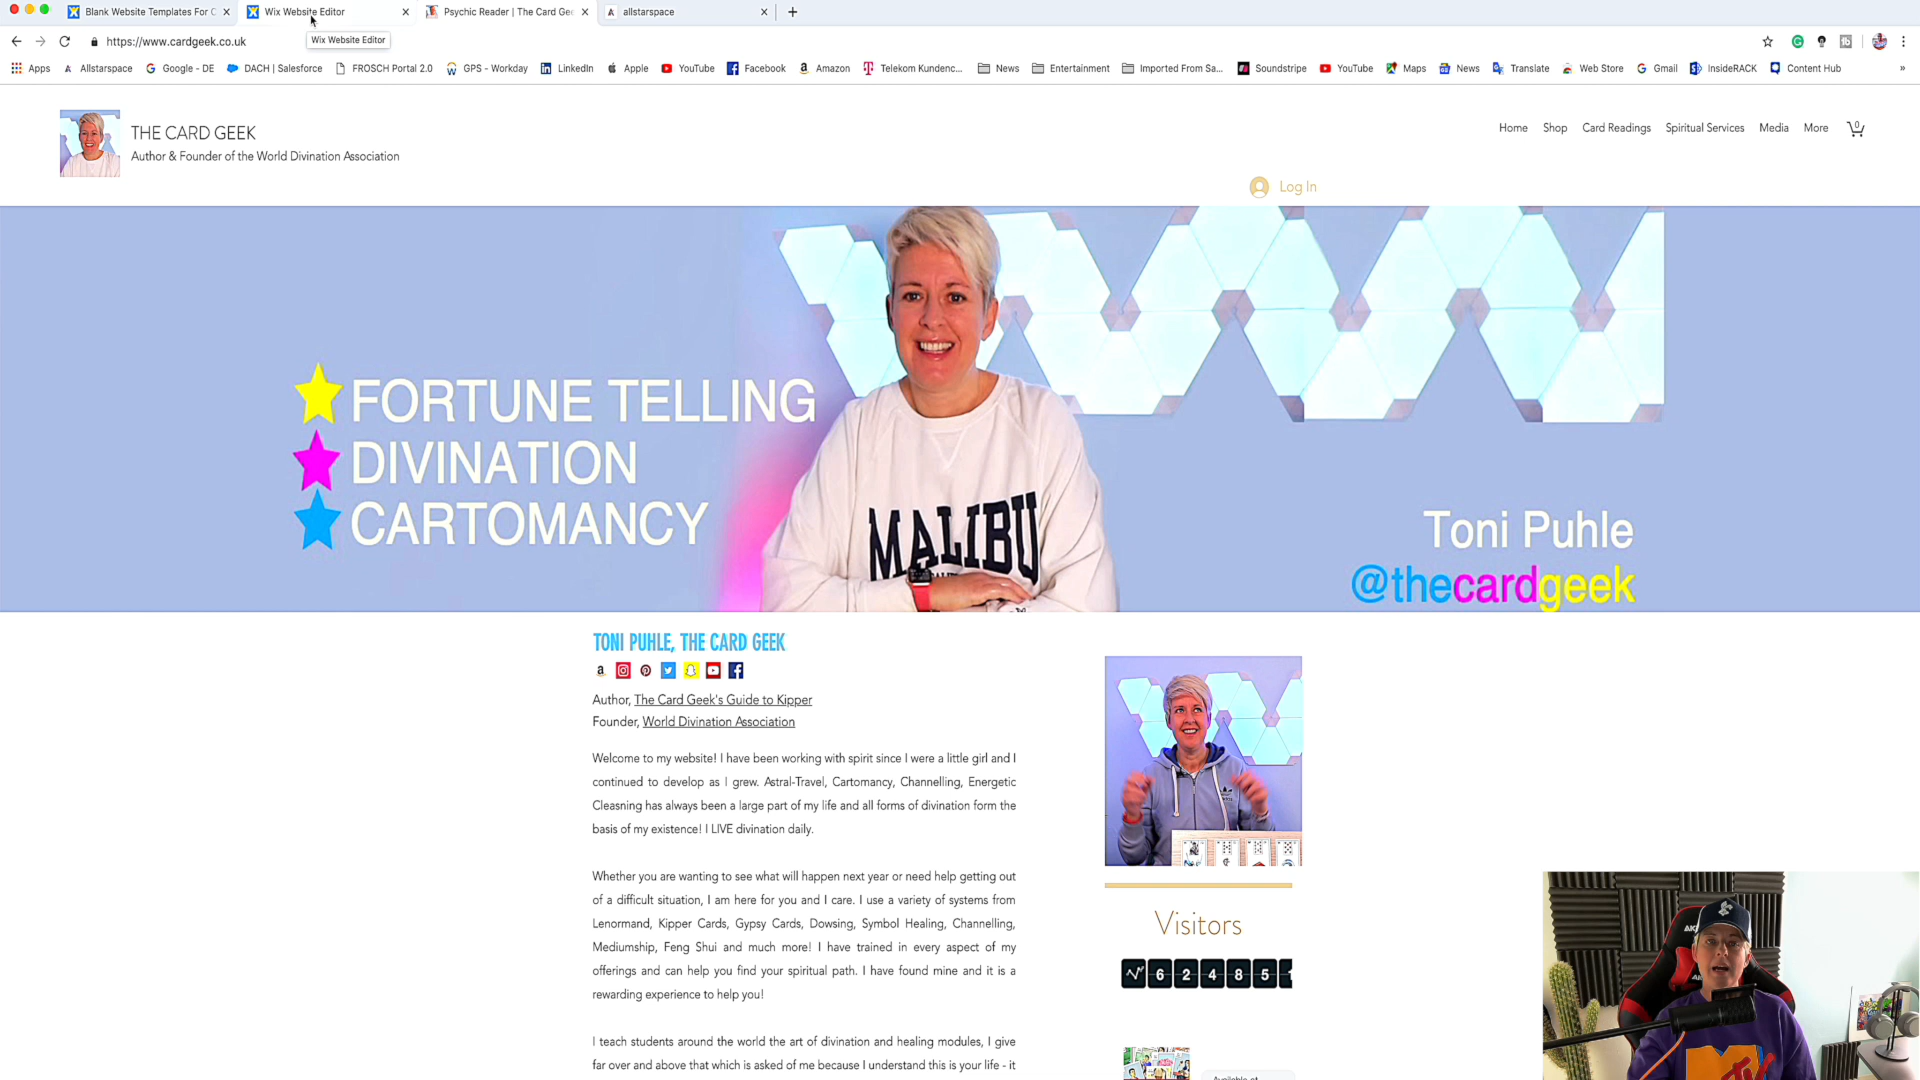 Blank Website Templates For C
Wix Website Editor
Psychic Reader | The Card Gee
allstarspace
https://www.cardgeek.co.uk
Wix Website Editor
Apps
Allstarspace
Google - DE
DACH | Salesforce
FROSCH Portal 2.0
GPS - Workday
LinkedIn
Apple
YouTube
Facebook
Amazon
Telekom Kundenc...
News
Entertainment
Imported From Sa...
Soundstripe
YouTube
Maps
News
Translate
Web Store
Gmail
InsideRACK
Content Hub
»
THE CARD GEEK
Author & Founder of the World Divination Association
Home
Shop
Card Readings
Spiritual Services
Media
More
0
Log In
FORTUNE TELLING
DIVINATION
CARTOMANCY
MALIBU
Toni Puhle
@thecardgeek
TONI PUHLE, THE CARD GEEK
Author, The Card Geek's Guide to Kipper
Founder, World Divination Association
Welcome to my website! I have been working with spirit since I were a little girl and I
continued to develop as I grew. Astral-Travel, Cartomancy, Channelling, Energetic
Cleasning has always been a large part of my life and all forms of divination form the
basis of my existence! I LIVE divination daily.
Whether you are wanting to see what will happen next year or need help getting out
of a difficult situation, I am here for you and I care. I use a variety of systems from
Lenormand, Kipper Cards, Gypsy Cards, Dowsing, Symbol Healing, Channelling,
Mediumship, Feng Shui and much more! I have trained in every aspect of my
offerings and can help you find your spiritual path. I have found mine and it is a
rewarding experience to help you!
I teach students around the world the art of divination and healing modules, I give
far over and above that which is asked of me because I understand this is your life - it
Visitors
6 2 4 8 5
Available at